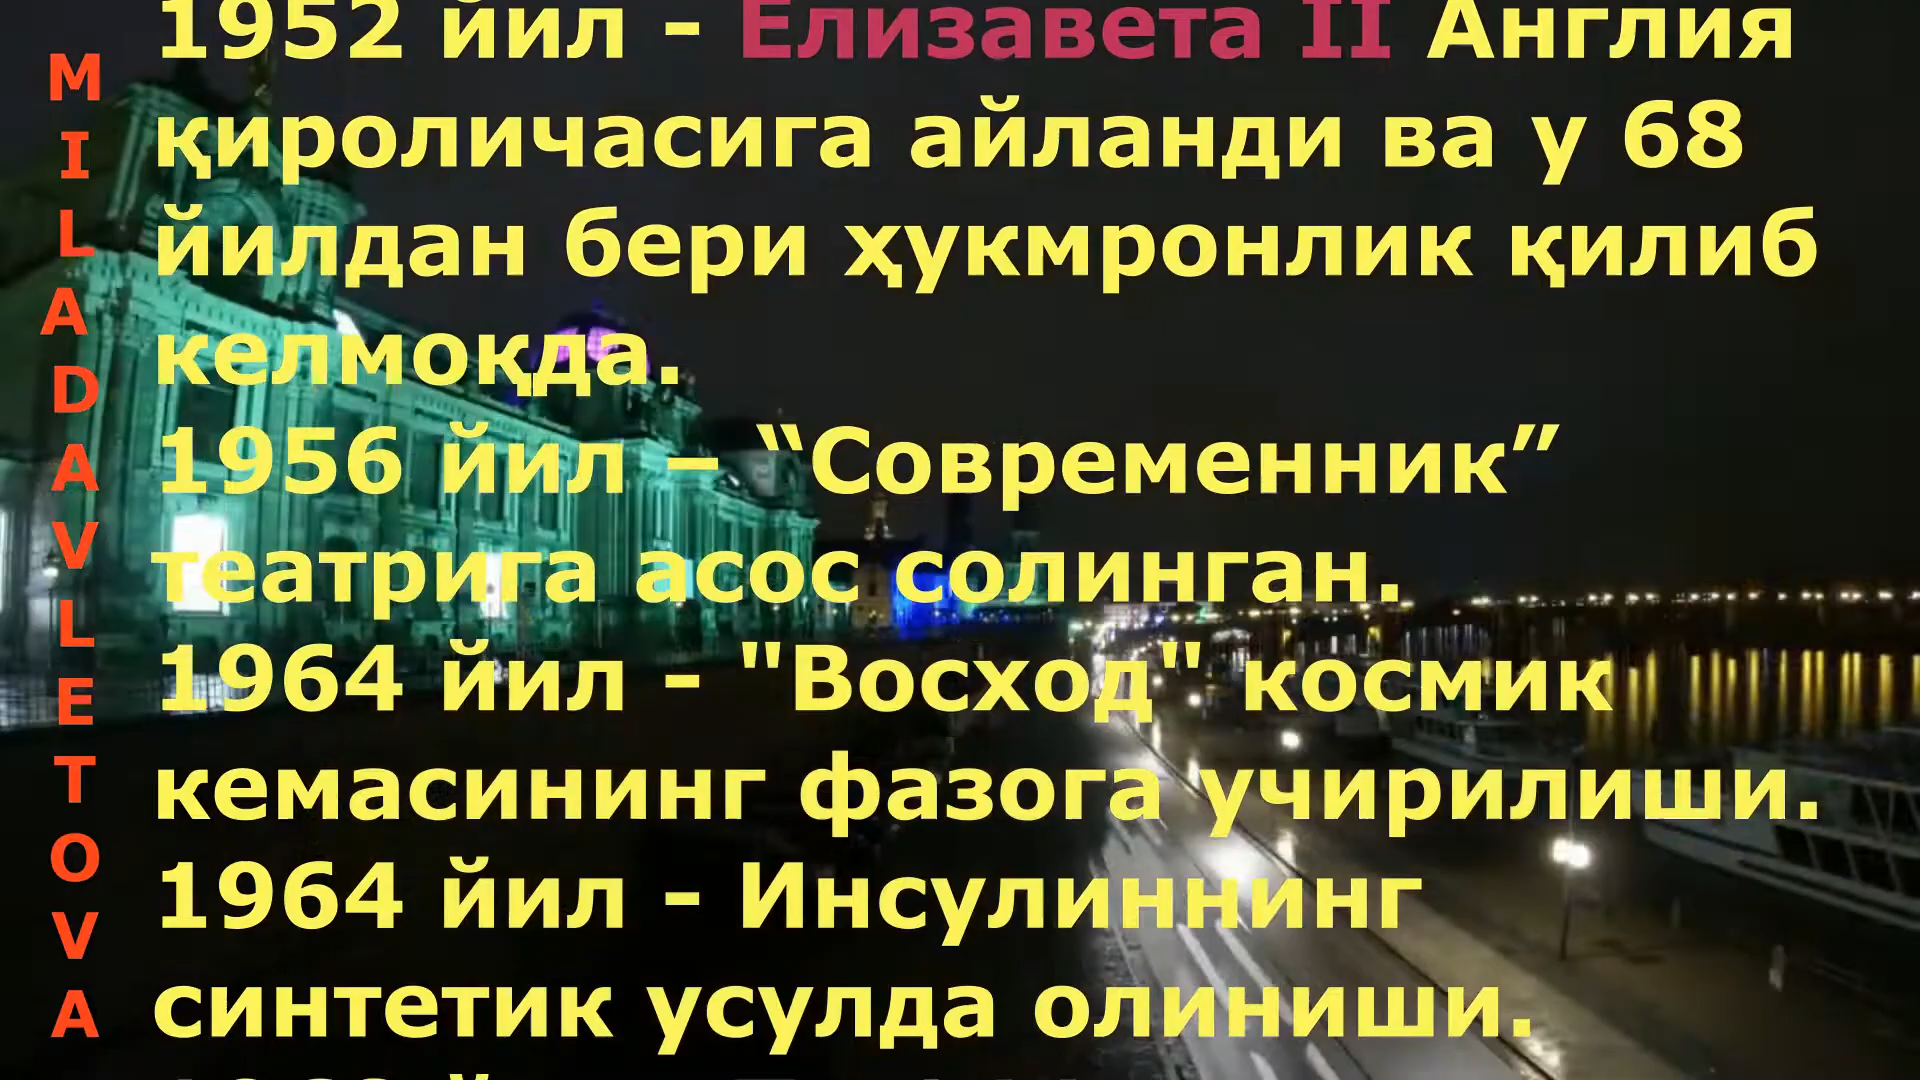 1952 йил - Елизавета II Англия
қироличасига айланди ва у 68
йилдан бери ҳукмронлик қилиб
келмоқда.
1956 йил – “Современник”
театрига асос солинган.
1964 йил - "Восход" космик
кемасининг фазога учирилиши.
1964 йил - Инсулиннинг
синтетик усулда олиниши.
MILADAVLETOVA